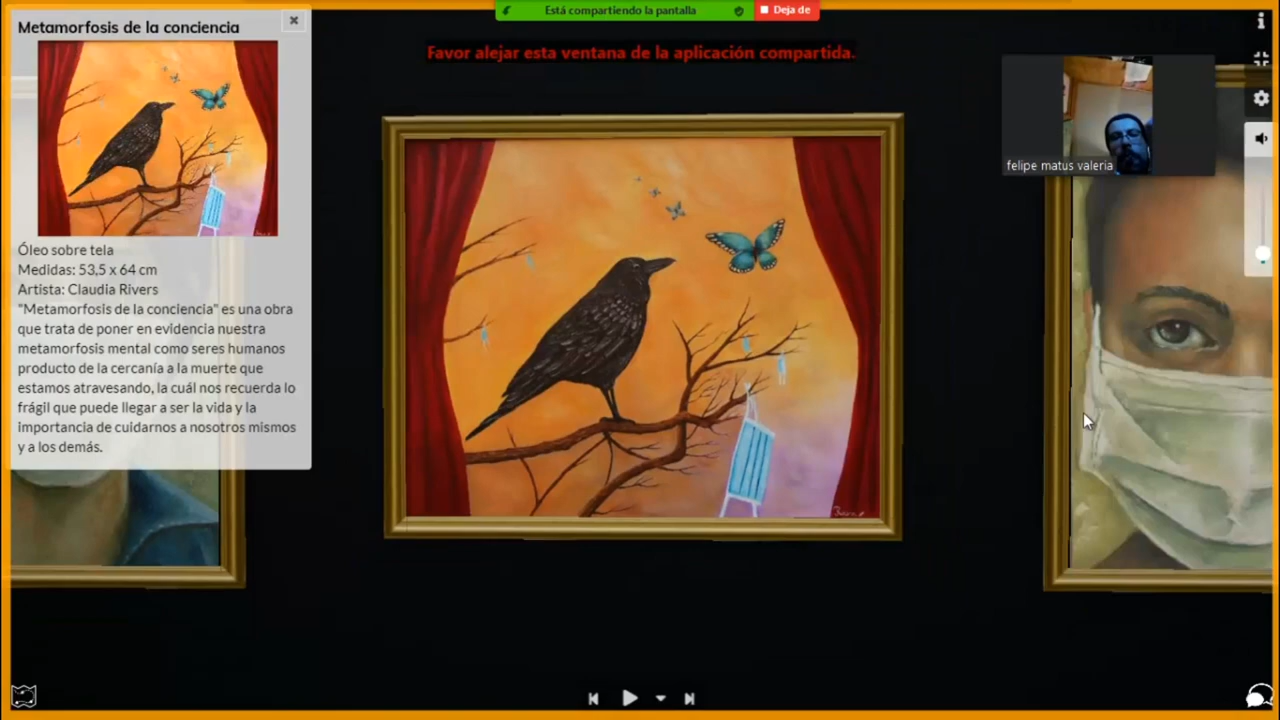 Está compartiendo la pantalla
Deja de
Favor alejar esta ventana de la aplicación compartida.
Metamorfosis de la conciencia
Óleo sobre tela
Medidas: 53,5 x 64 cm
Artista: Claudia Rivers
"Metamorfosis de la conciencia" es una obra
que trata de poner en evidencia nuestra
metamorfosis mental como seres humanos
producto de la cercanía a la muerte que
estamos atravesando, la cuál nos recuerda lo
frágil que puede llegar a ser la vida y la
importancia de cuidarnos a nosotros mismos
y a los demás.
felipe matus valeria